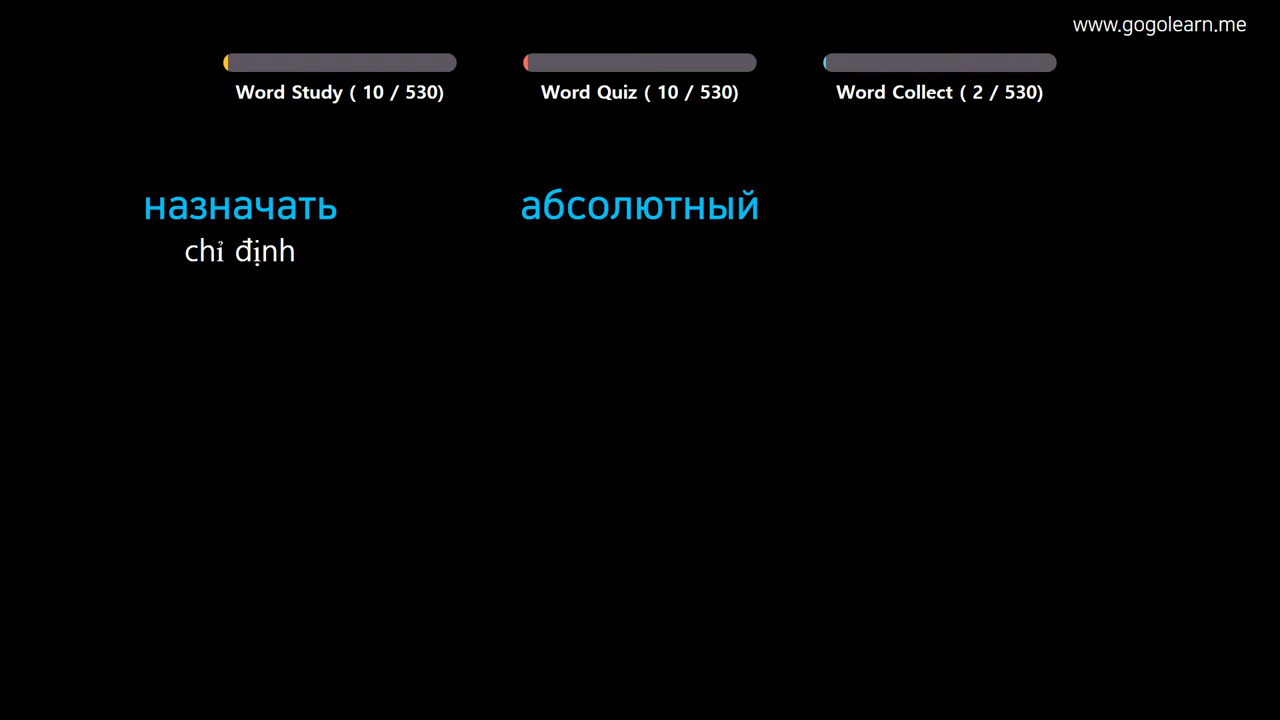 www.gogolearn.me
Word Study ( 10 / 530)
Word Quiz ( 10 / 530)
Word Collect ( 2 / 530)
назначать
chỉ định
абсолютный